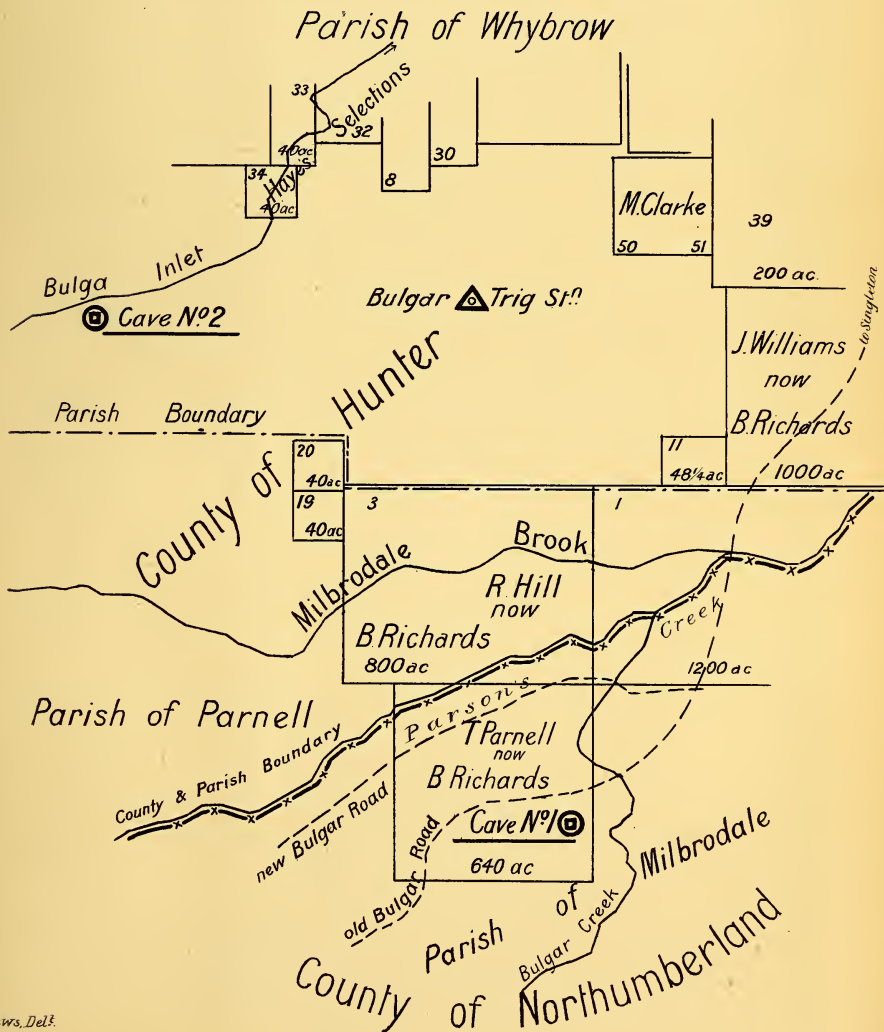 Parish of Whybrow
33
Selections
32
40ac
30
34
8
Hayes
40ac
M.Clarke
39
50 51
200 ac.
Bulga Inlet
Bulgar Trig Stn
to Singleton
Cave No 2
J.Williams
now
B.Richards
Parish Boundary
County of Hunter
20
40ac
11
48¼ac
1000ac
19
40ac
3
1
Milbrodale Brook
R.Hill
now
B.Richards
800ac
Creek
1200ac
Parish of Parnell
Parson's
T Parnell
now
B Richards
County & Parish Boundary
new Bulgar Road
Cave No 1
old Bulgar Road
640 ac
Parish of Milbrodale
Bulgar Creek
County of Northumberland
ws, Delt.